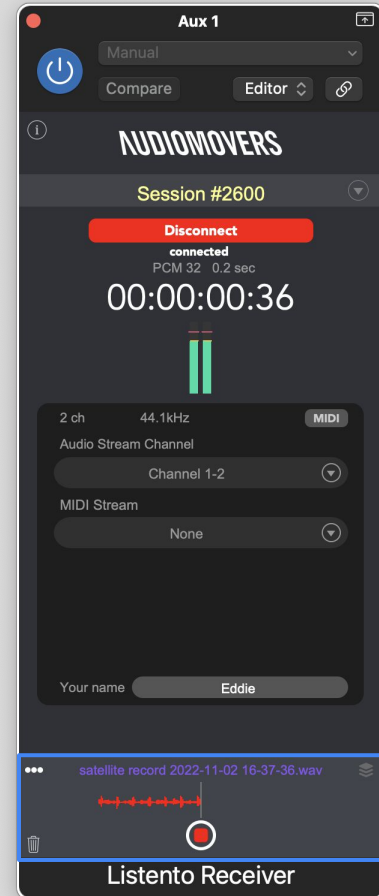 Aux 1
Manual
Compare
Editor
AUDIOMOVERS
Session #2600
Disconnect
connected
PCM 32 0.2 sec
00:00:00:36
2 ch 44.1kHz MIDI
Audio Stream Channel
Channel 1-2
MIDI Stream
None
Your name Eddie
satellite record 2022-11-02 16-37-36.wav
Listento Receiver